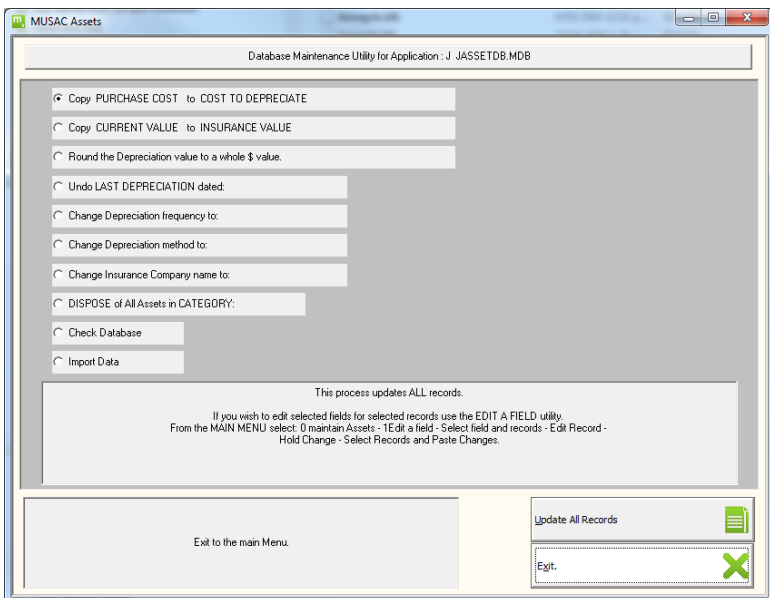 MUSAC Assets
Database Maintenance Utility for Application : J JASSETDB.MDB
Copy PURCHASE COST to COST TO DEPRECIATE
Copy CURRENT VALUE to INSURANCE VALUE
Round the Depreciation value to a whole $ value.
Undo LAST DEPRECIATION dated:
Change Depreciation frequency to:
Change Depreciation method to:
Change Insurance Company name to:
DISPOSE of All Assets in CATEGORY:
Check Database
Import Data
This process updates ALL records.
If you wish to edit selected fields for selected records use the EDIT A FIELD utility.
From the MAIN MENU select: 0 maintain Assets - 1Edit a field - Select field and records - Edit Record -
Hold Change - Select Records and Paste Changes.
Exit to the main Menu.
Update All Records
Exit.